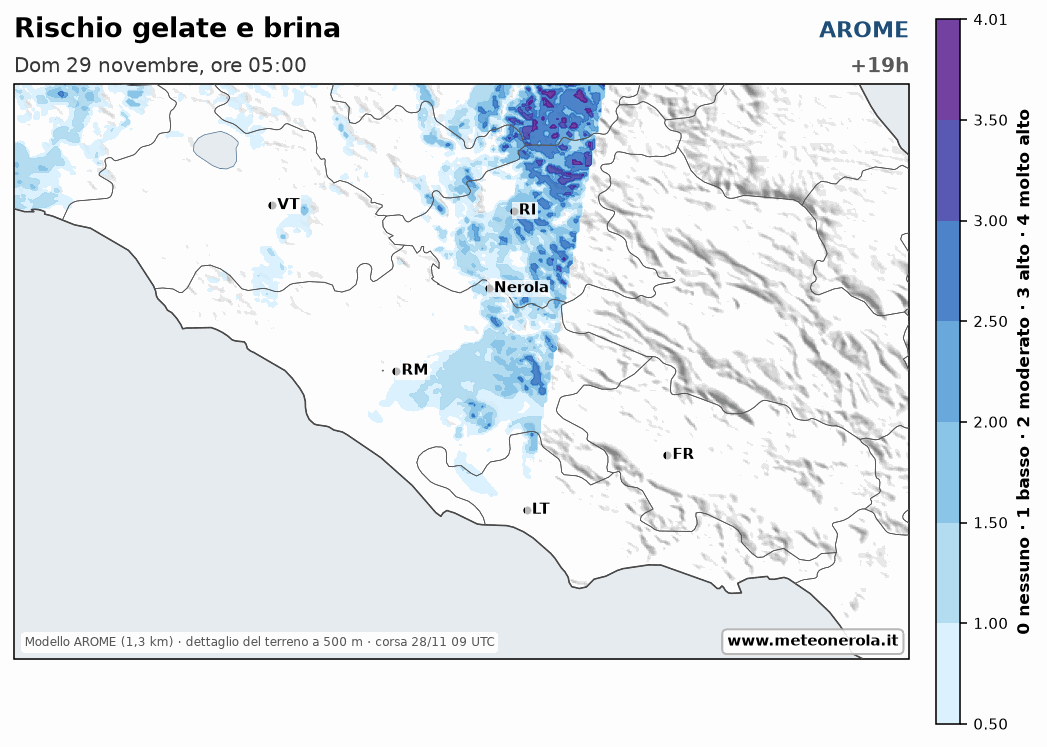 Rischio gelate e brina
AROME
Dom 29 novembre, ore 05:00
+19h
4.01
3.50
3.00
2.50
2.00
1.50
1.00
0.50
0 nessuno · 1 basso · 2 moderato · 3 alto · 4 molto alto
VT
RI
Nerola
RM
FR
LT
Modello AROME (1,3 km) · dettaglio del terreno a 500 m · corsa 28/11 09 UTC
www.meteonerola.it